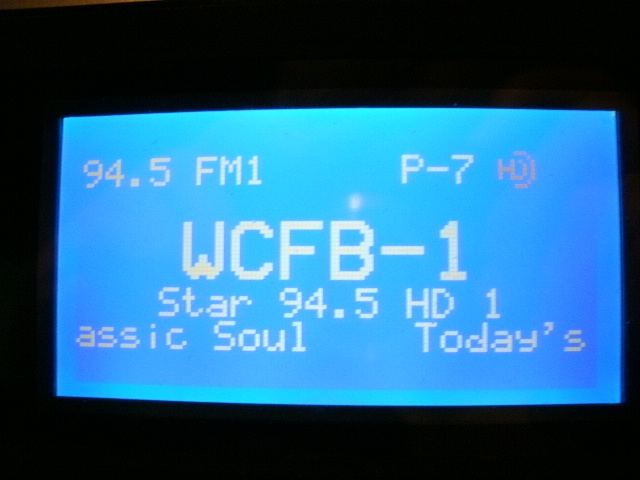 94.5 FM1 P-7 HD
WCFB-1
Star 94.5 HD 1
assic Soul Today's